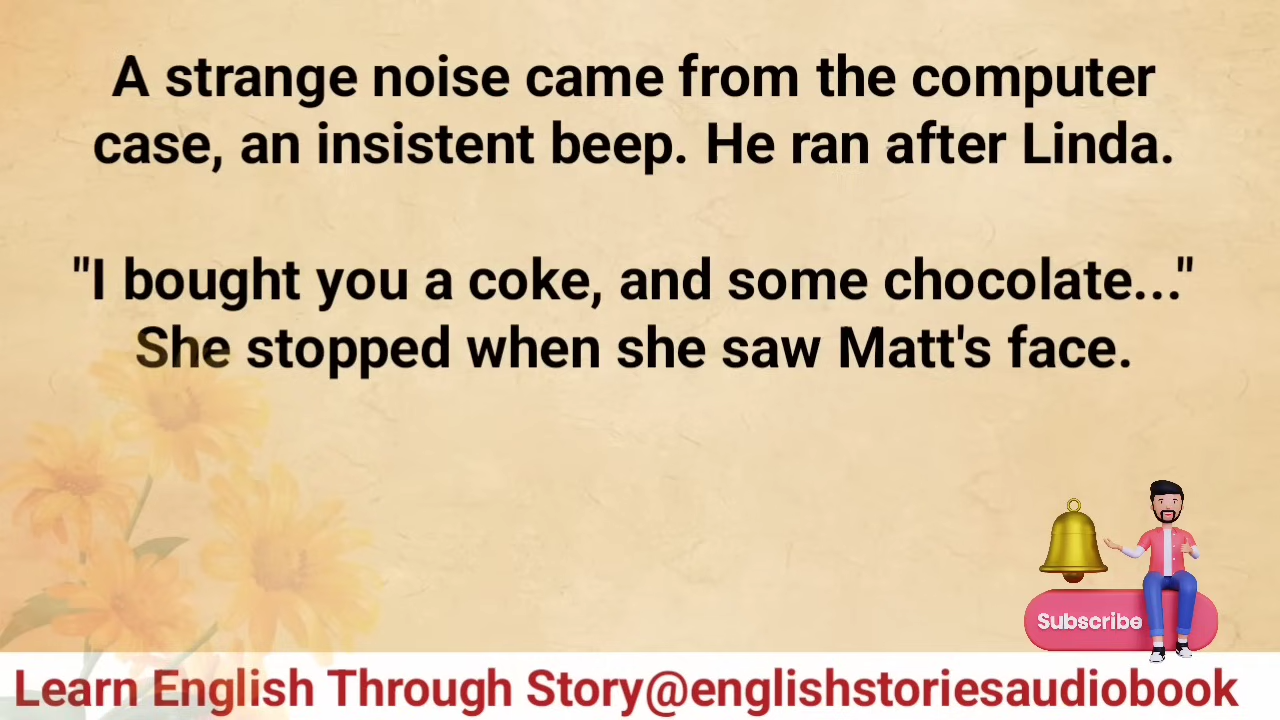 A strange noise came from the computer
case, an insistent beep. He ran after Linda.
"I bought you a coke, and some chocolate..."
She stopped when she saw Matt's face.
Subscribe
Learn English Through Story@englishstoriesaudiobook